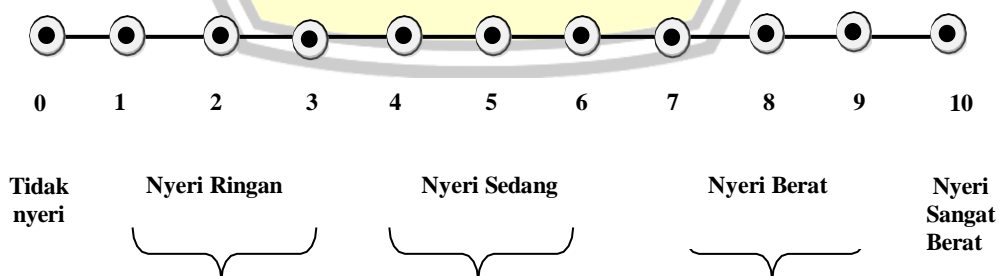 0 1 2 3 4 5 6 7 8 9 10
Tidak nyeri
Nyeri Ringan
Nyeri Sedang
Nyeri Berat
Nyeri Sangat Berat